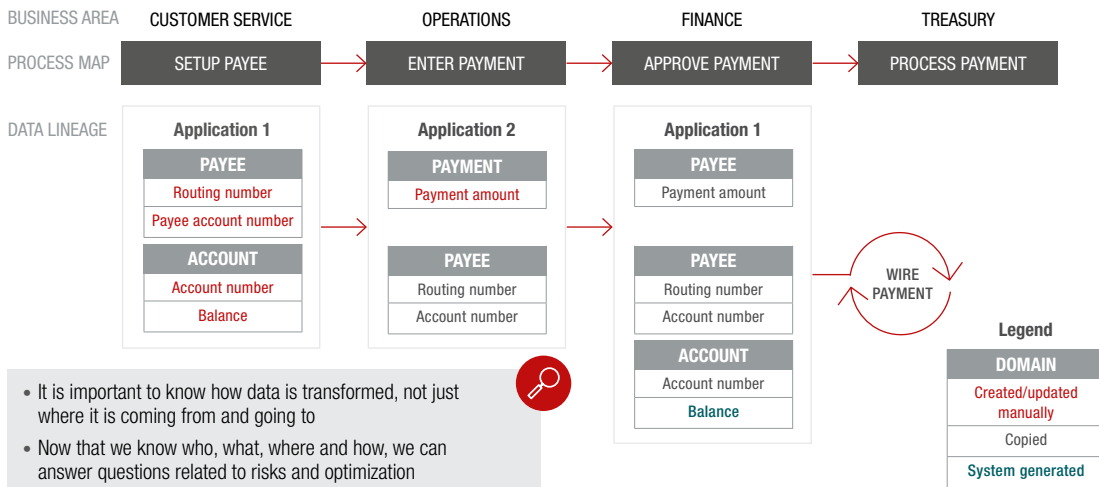 BUSINESS AREA CUSTOMER SERVICE OPERATIONS FINANCE TREASURY
PROCESS MAP SETUP PAYEE ENTER PAYMENT APPROVE PAYMENT PROCESS PAYMENT
DATA LINEAGE
Application 1
PAYEE
Routing number
Payee account number
ACCOUNT
Account number
Balance
Application 2
PAYMENT
Payment amount
PAYEE
Routing number
Account number
Application 1
PAYEE
Payment amount
PAYEE
Routing number
Account number
ACCOUNT
Account number
Balance
WIRE
PAYMENT
Legend
DOMAIN
Created/updated
manually
Copied
System generated
• It is important to know how data is transformed, not just
where it is coming from and going to
• Now that we know who, what, where and how, we can
answer questions related to risks and optimization